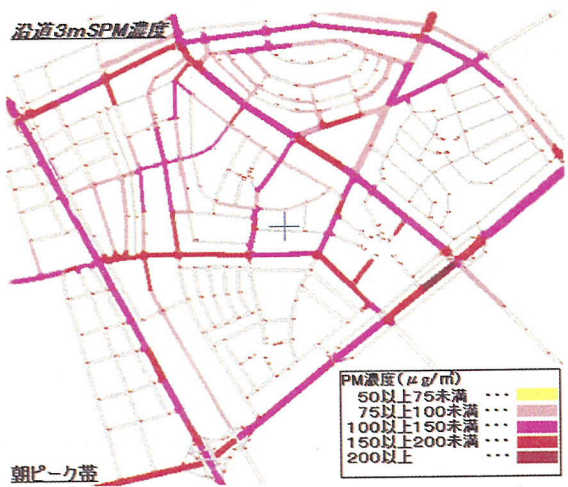 沿道3mSPM濃度
PM濃度(μg/㎥)
50以上75未満 ･･･
75以上100未満 ･･･
100以上150未満 ･･･
150以上200未満 ･･･
200以上 ･･･
朝ピーク帯